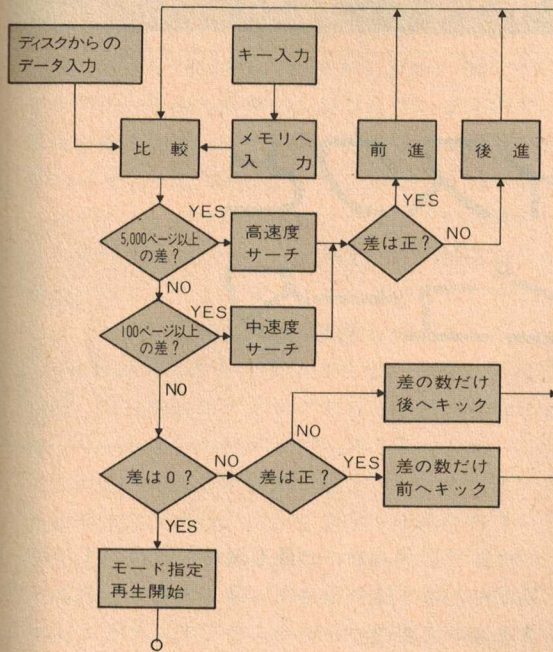 ディスクからの
データ入力
キー入力
比較
メモリへ
入力
前進
後進
YES
NO
5,000ページ以上
の差?
YES
高速度
サーチ
差は正?
NO
100ページ以上
の差?
YES
中速度
サーチ
NO
差の数だけ
後へキック
NO
差は0?
NO
差は正?
YES
差の数だけ
前へキック
YES
モード指定
再生開始